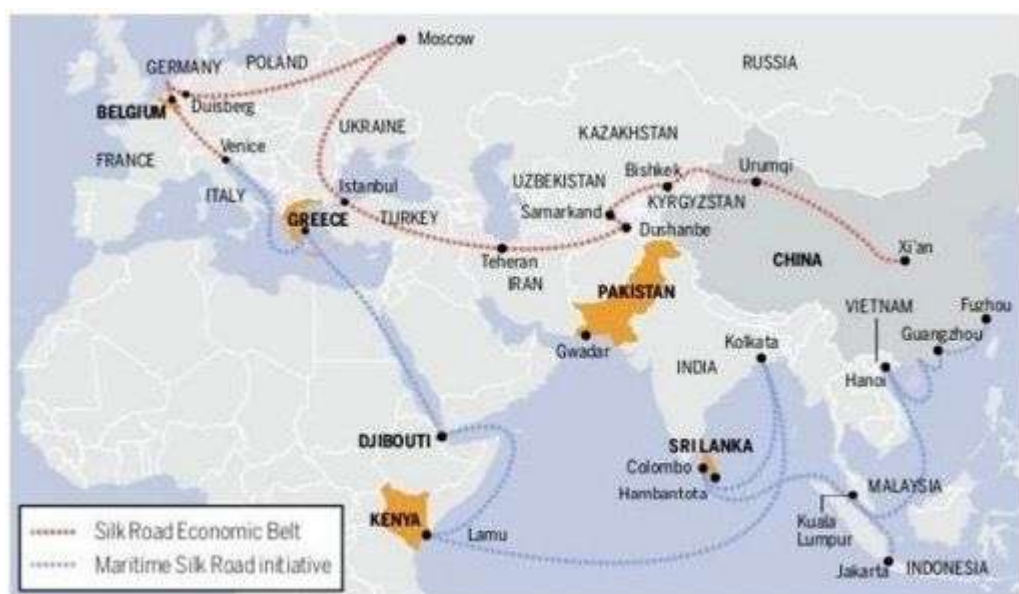 Moscow
RUSSIA
GERMANY
POLAND
BELGIUM
Duisberg
UKRAINE
KAZAKHSTAN
FRANCE
Venice
Bishkek
Urumqi
ITALY
Istanbul
UZBEKISTAN
KYRGYZSTAN
GREECE
TURKEY
Samarkand
Dushanbe
Teheran
IRAN
CHINA
Xi'an
PAKISTAN
VIETNAM
Fuzhou
Gwadar
Kolkata
Guangzhou
INDIA
Hanoi
DJIBOUTI
SRI LANKA
Colombo
Hambantota
MALAYSIA
KENYA
Lamu
Kuala
Lumpur
Jakarta
INDONESIA
Silk Road Economic Belt
Maritime Silk Road initiative